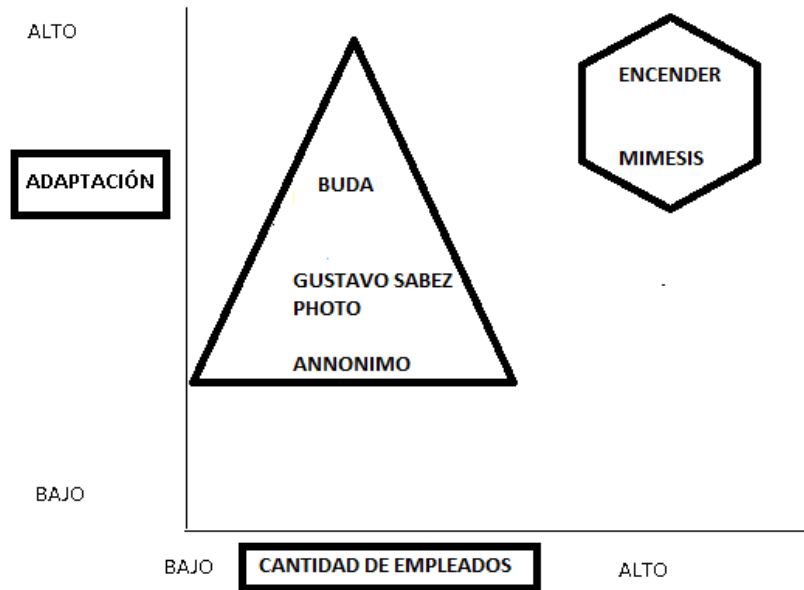 ALTO
ENCENDER
MIMESIS
ADAPTACIÓN
BUDA
GUSTAVO SABEZ
PHOTO
ANNONIMO
BAJO
BAJO
CANTIDAD DE EMPLEADOS
ALTO